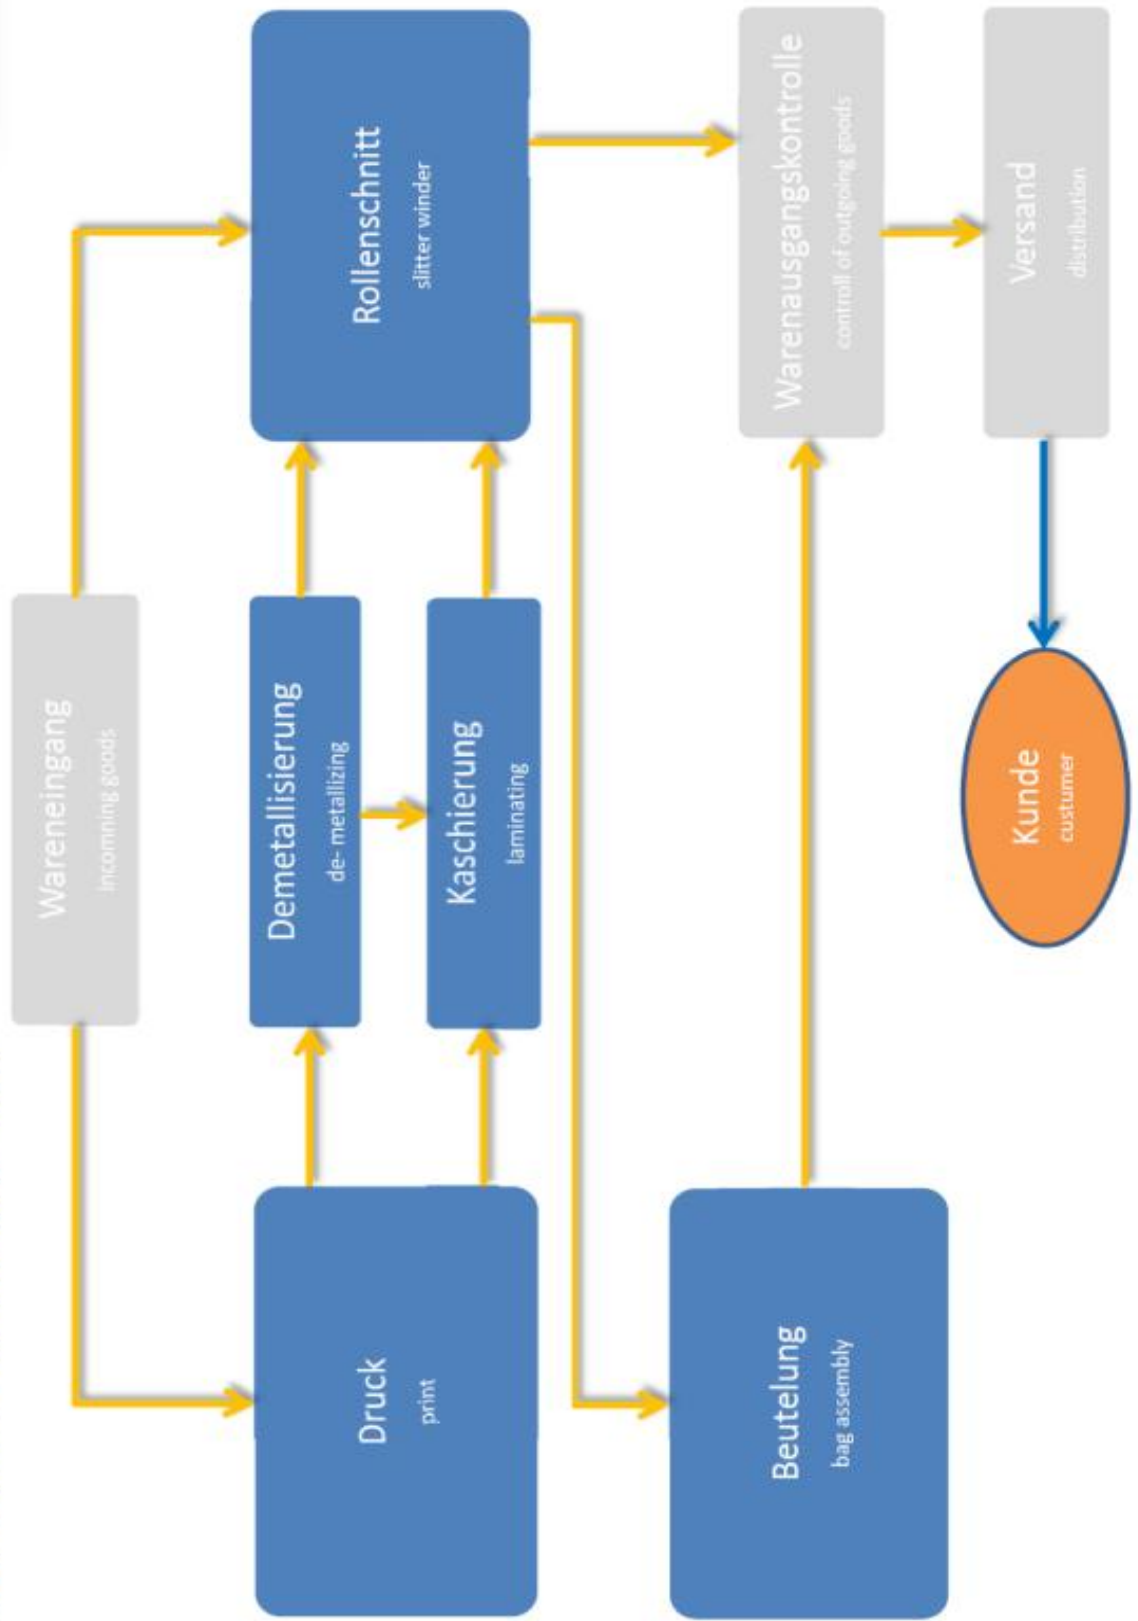 Wareneingang
incomning goods
Druck
print
Demetallisierung
de- metallizing
Kaschierung
laminating
Rollenschnitt
slitter winder
Beutelung
bag assembly
Warenausgangskontrolle
controll of outgoing goods
Kunde
custumer
Versand
distribution